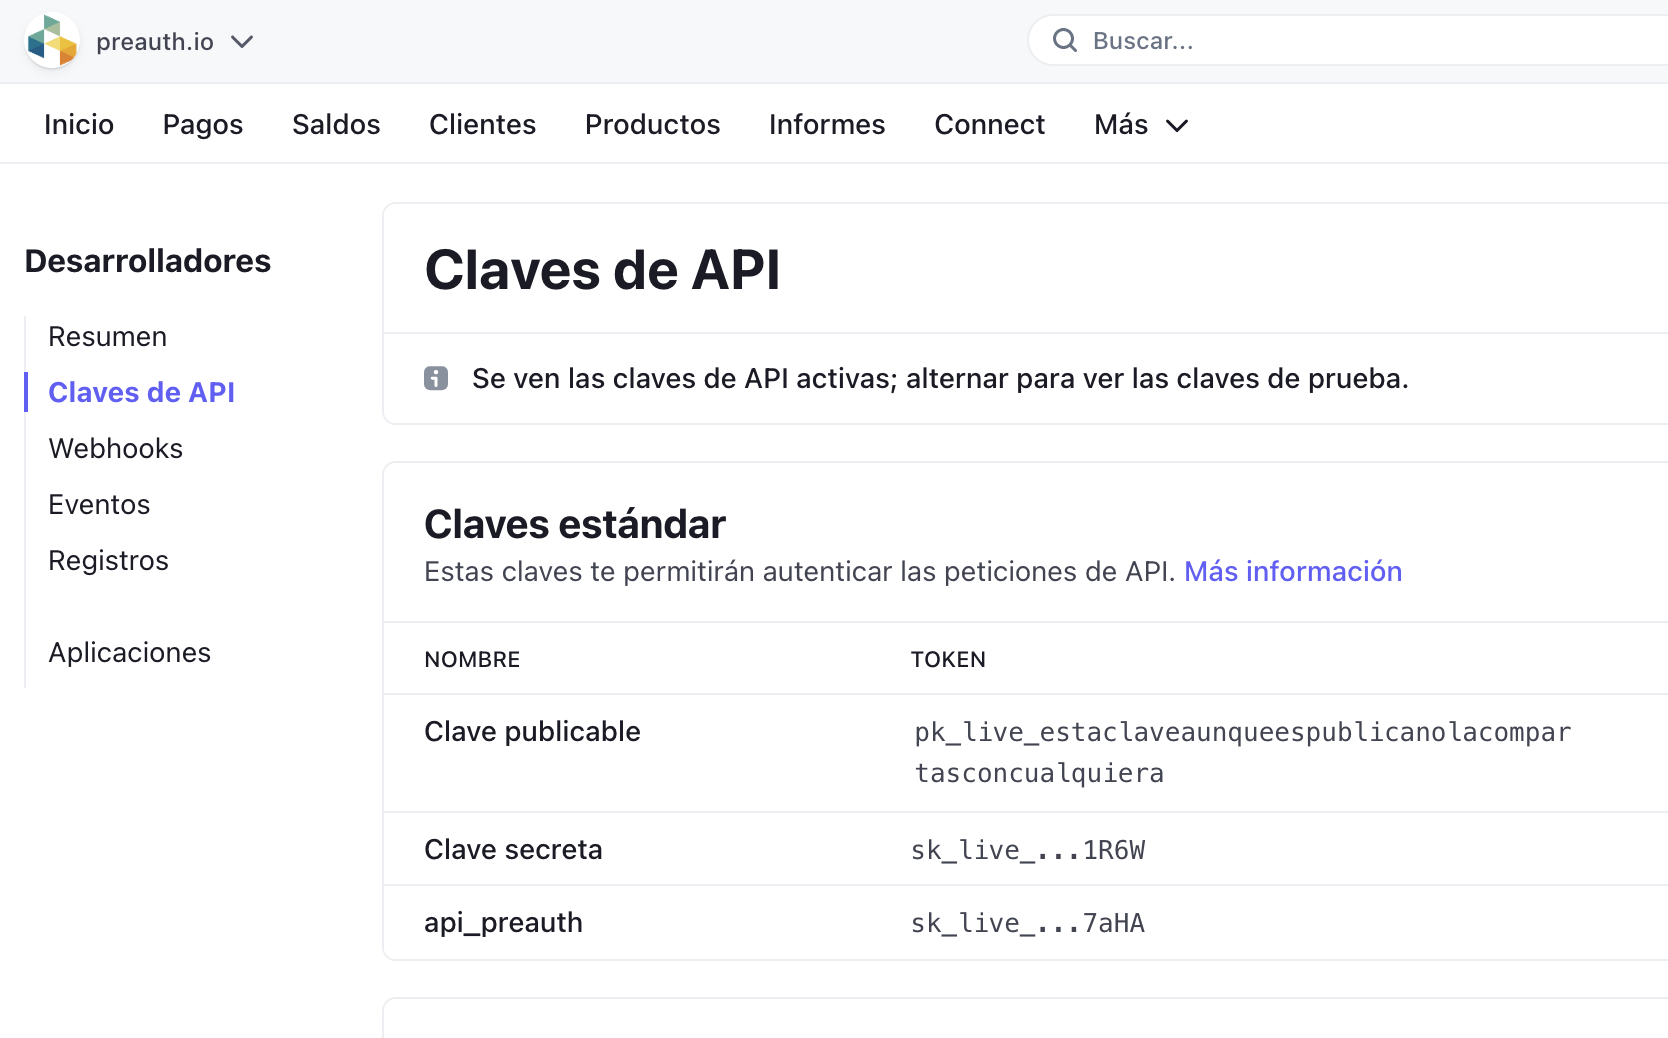 preauth.io
Buscar...
Inicio Pagos Saldos Clientes Productos Informes Connect Más
Desarrolladores
Resumen
Claves de API
Webhooks
Eventos
Registros
Aplicaciones
Claves de API
Se ven las claves de API activas; alternar para ver las claves de prueba.
Claves estándar
Estas claves te permitirán autenticar las peticiones de API. Más información
NOMBRE TOKEN
Clave publicable pk_live_estaclaveaunqueespublicanolacompar
tasconcualquiera
Clave secreta sk_live_...1R6W
api_preauth sk_live_...7aHA